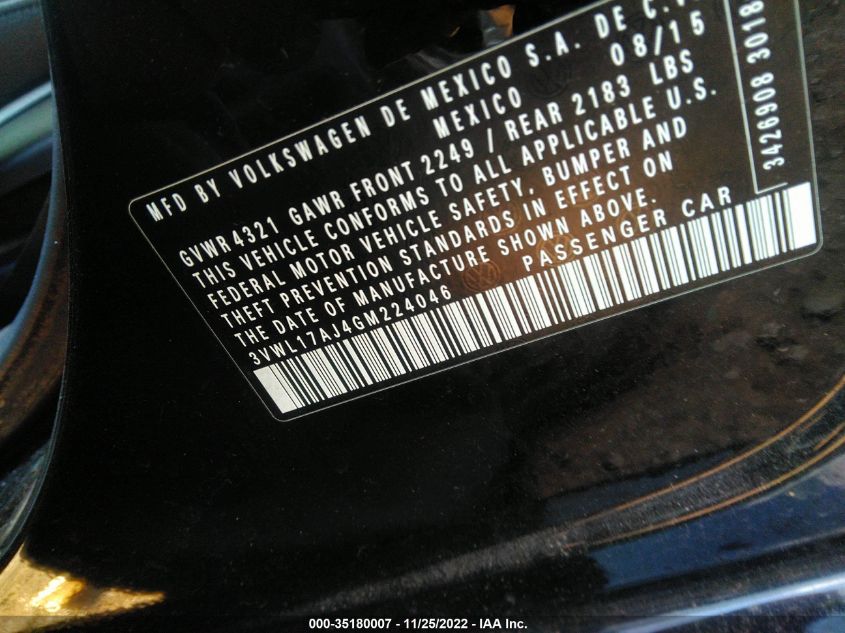 MFD BY VOLKSWAGEN DE MEXICO S.A. DE C.V.
MEXICO 08/15
GVWR 4321 GAWR FRONT 2249 / REAR 2183 LBS
THIS VEHICLE CONFORMS TO ALL APPLICABLE U.S.
FEDERAL MOTOR VEHICLE SAFETY, BUMPER AND
THEFT PREVENTION STANDARDS IN EFFECT ON
THE DATE OF MANUFACTURE SHOWN ABOVE.
3VWL17AJ4GM224046 PASSENGER CAR
3426908 3018
000-35180007 - 11/25/2022 - IAA Inc.